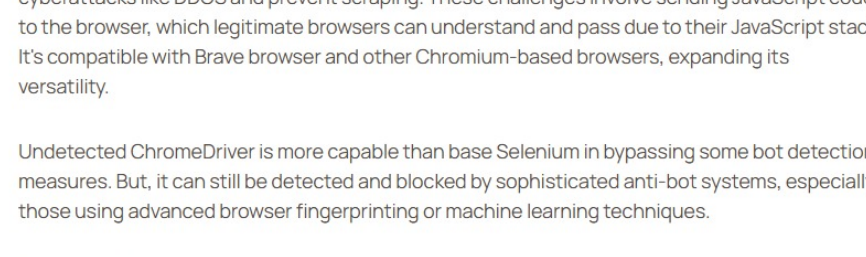 cyberattacks like DDOS and prevent scraping. These challenges involve sending JavaScript
to the browser, which legitimate browsers can understand and pass due to their JavaScript
It's compatible with Brave browser and other Chromium-based browsers, expanding its
versatility.
Undetected ChromeDriver is more capable than base Selenium in bypassing some bot detectio
measures. But, it can still be detected and blocked by sophisticated anti-bot systems, especiall
those using advanced browser fingerprinting or machine learning techniques.